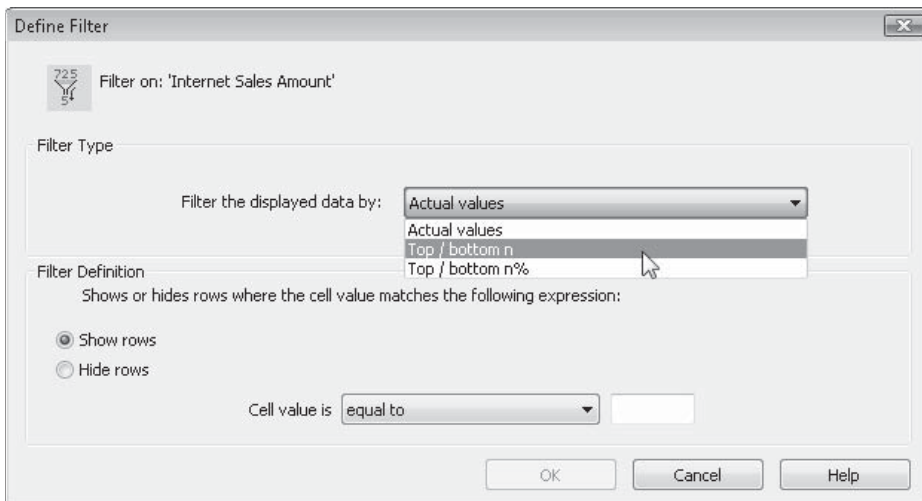 Define Filter
725
5
Filter on: 'Internet Sales Amount'
Filter Type
Filter the displayed data by: Actual values
Actual values
Top / bottom n
Top / bottom n%
Filter Definition
Shows or hides rows where the cell value matches the following expression:
Show rows
Hide rows
Cell value is equal to
OK Cancel Help